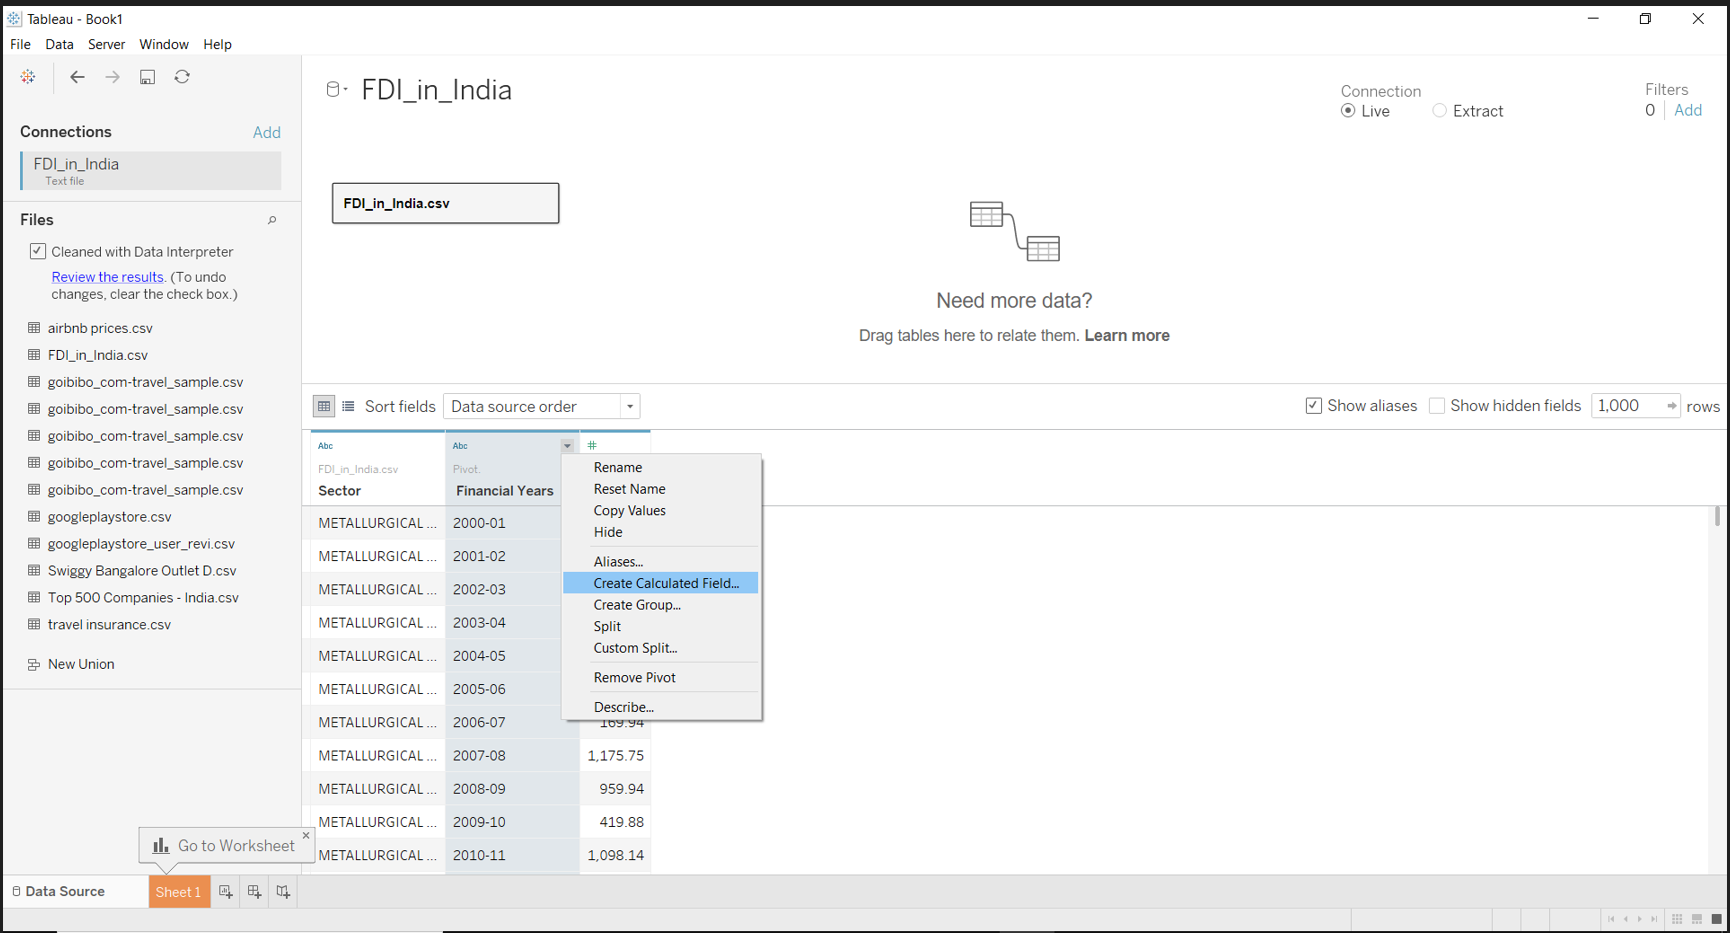 Tableau - Book1
File Data Server Window Help
Connections Add
FDI_in_India
Text file
Files
Cleaned with Data Interpreter
Review the results. (To undo
changes, clear the check box.)
airbnb prices.csv
FDI_in_India.csv
goibibo_com-travel_sample.csv
goibibo_com-travel_sample.csv
goibibo_com-travel_sample.csv
goibibo_com-travel_sample.csv
goibibo_com-travel_sample.csv
googleplaystore.csv
googleplaystore_user_revi.csv
Swiggy Bangalore Outlet D.csv
Top 500 Companies - India.csv
travel insurance.csv
New Union
FDI_in_India
Connection
Live Extract
Filters
0 Add
FDI_in_India.csv
Need more data?
Drag tables here to relate them. Learn more
Sort fields Data source order
Show aliases Show hidden fields 1,000 rows
Abc Abc #
FDI_in_India.csv Pivot.
Sector Financial Years
METALLURGICAL ... 2000-01
METALLURGICAL ... 2001-02
METALLURGICAL ... 2002-03
METALLURGICAL ... 2003-04
METALLURGICAL ... 2004-05
METALLURGICAL ... 2005-06
METALLURGICAL ... 2006-07 169.94
METALLURGICAL ... 2007-08 1,175.75
METALLURGICAL ... 2008-09 959.94
METALLURGICAL ... 2009-10 419.88
METALLURGICAL ... 2010-11 1,098.14
Rename
Reset Name
Copy Values
Hide
Aliases...
Create Calculated Field...
Create Group...
Split
Custom Split...
Remove Pivot
Describe...
Go to Worksheet
Data Source Sheet 1